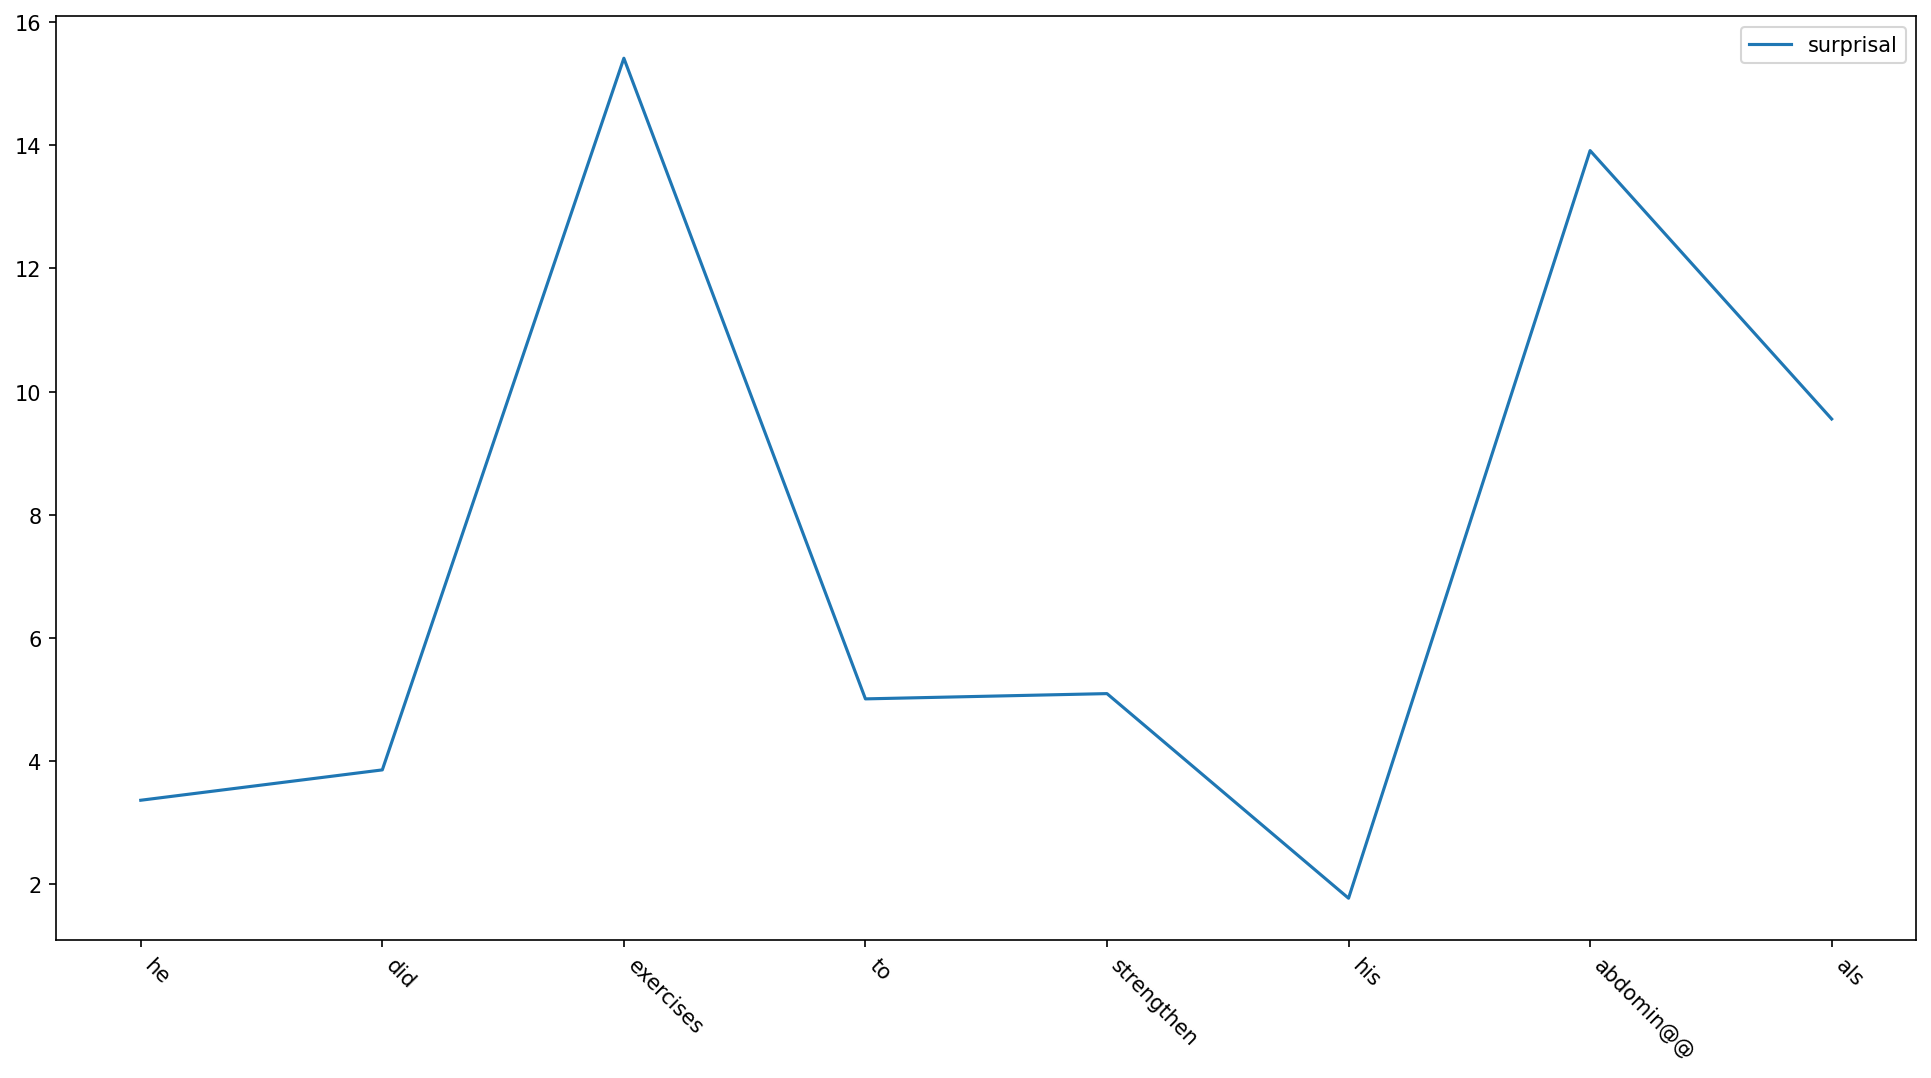 surprisal
16
14
12
10
8
6
4
2
he
did
exercises
to
strengthen
his
abdomin@@
als